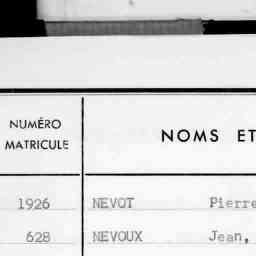 NUMÉRO
MATRICULE
NOMS ET
1926 NEVOT Pierre
628 NEVOUX Jean,